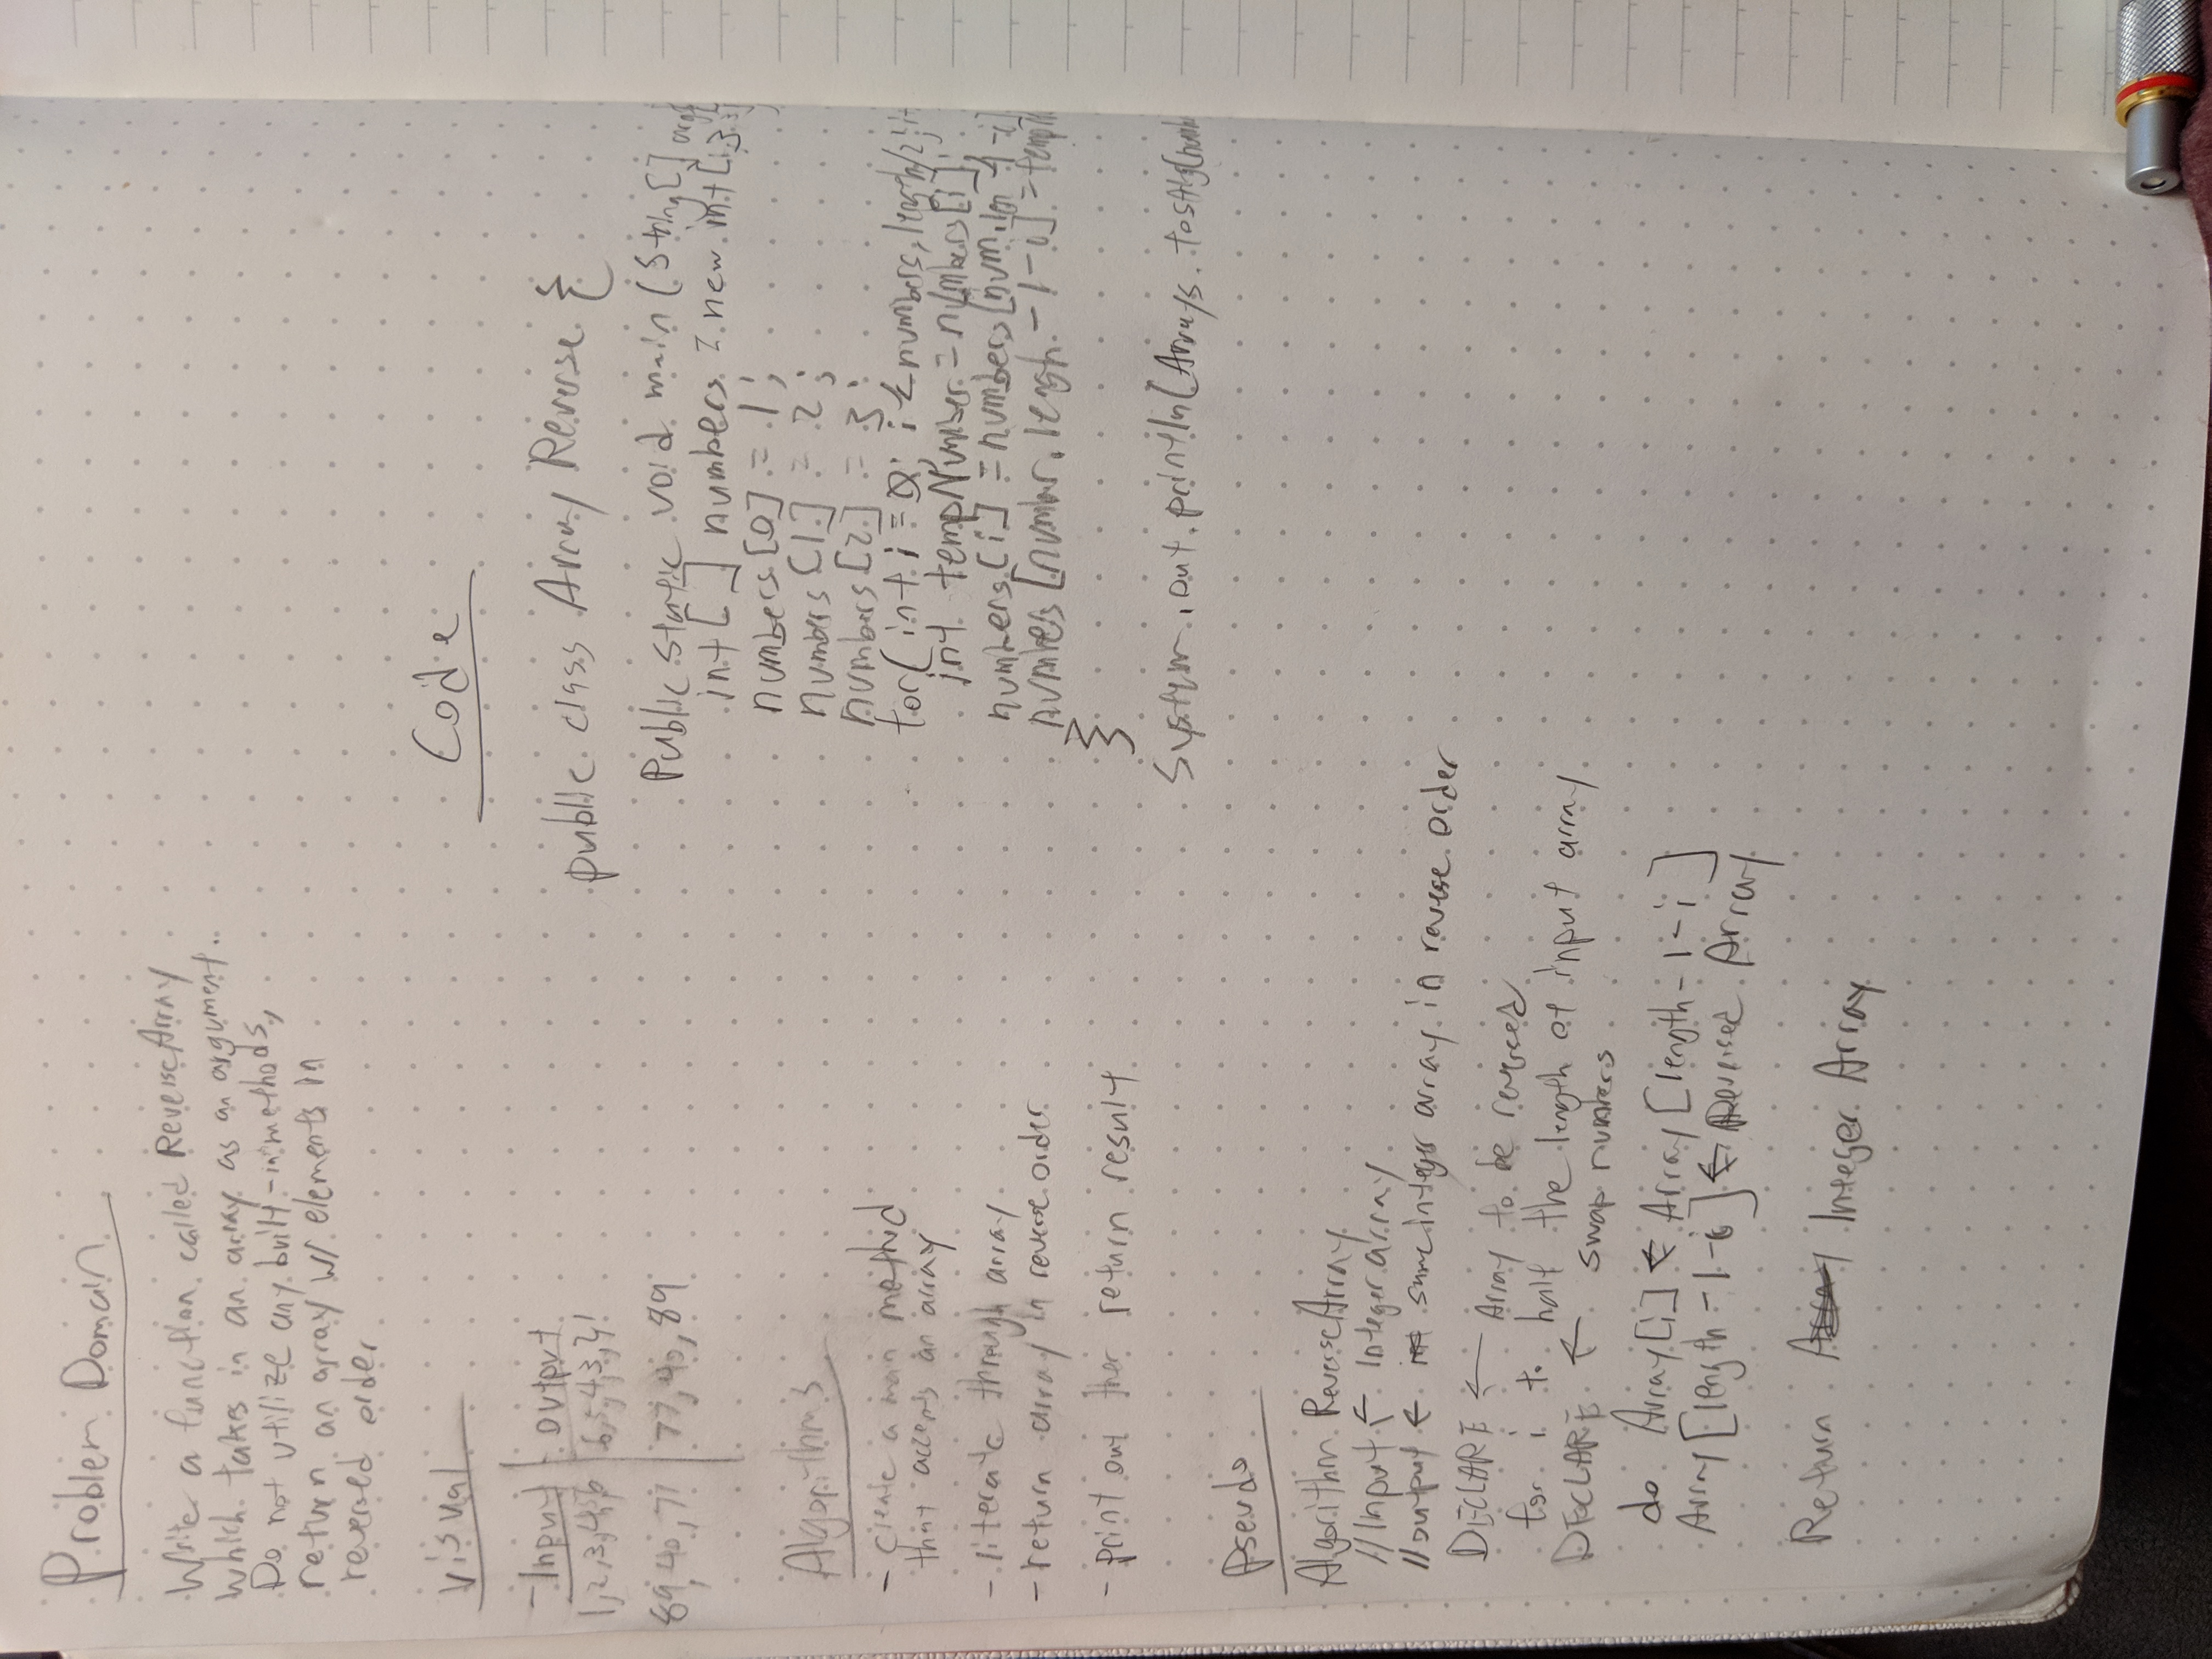 Problem Domain
Write a function called ReverseArray
which takes in an array as an argument.
Do not utilize any built-in methods,
return an array w/ elements in
reversed order
Visual
Input | Output
1,2,3,4,5,6 | 6,5,4,3,2,1
89,40,77 | 77,40,89
Algorithms
- create a main method
that accepts an array
- iterate through array
- return array in reverse order
- print out ther return result
Pseudo
Algorithm ReverseArray
//Input ← Integer array
//output ← same integer array in reverse order
DECLARE ← Array to be reversed
for i to half the length of input array
DECLARE ← swap numbers
do Array[i] ← Array[length-1-i]
Array[length-1-i] ← Reversed Array
Return Integer Array
Code
public class Array Reverse {
Public static void main (String[] args
int[ ] numbers = new int[
numbers[0] = 1;
numbers[1] = 2;
numbers[2] = 3;
for(int i = 0; i < numbers.length/2; i+
int tempNumber = numbers[i];
numbers[i] = numbers[num.len -1-i]
numbers[number.length -1-i] = temp
}
System.out.println(Arrays.